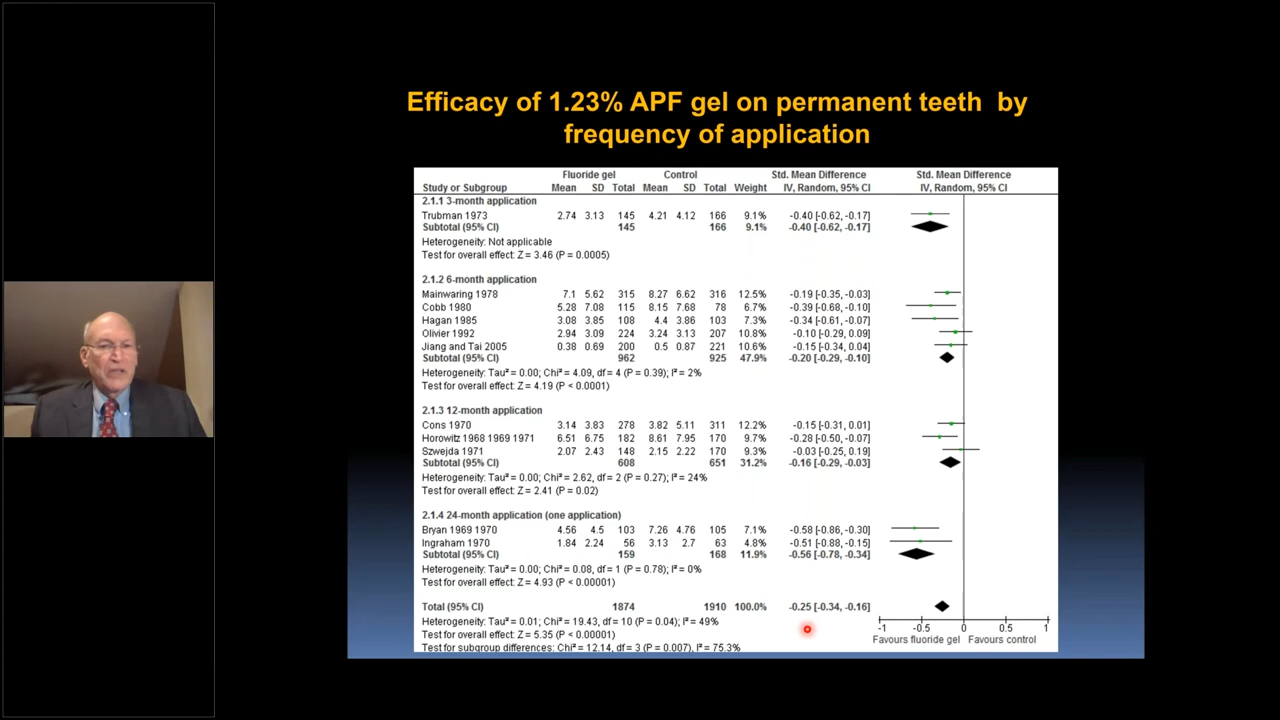 Efficacy of 1.23% APF gel on permanent teeth by
frequency of application
Fluoride gel Control Std. Mean Difference Std. Mean Difference
Study or Subgroup Mean SD Total Mean SD Total Weight IV, Random, 95% CI IV, Random, 95% CI
2.1.1 3-month application
Trubman 1973 2.74 3.13 145 4.21 4.12 166 9.1% -0.40 [-0.62, -0.17]
Subtotal (95% CI) 145 166 9.1% -0.40 [-0.62, -0.17]
Heterogeneity: Not applicable
Test for overall effect: Z = 3.46 (P = 0.0005)
2.1.2 6-month application
Mainwaring 1978 7.1 5.62 315 8.27 6.62 316 12.5% -0.19 [-0.35, -0.03]
Cobb 1980 5.28 7.08 115 8.15 7.68 78 6.7% -0.39 [-0.68, -0.10]
Hagan 1985 3.08 3.85 108 4.4 3.86 103 7.3% -0.34 [-0.61, -0.07]
Olivier 1992 2.94 3.09 224 3.24 3.13 207 10.8% -0.10 [-0.29, 0.09]
Jiang and Tai 2005 0.38 0.69 200 0.5 0.87 221 10.6% -0.15 [-0.34, 0.04]
Subtotal (95% CI) 962 925 47.9% -0.20 [-0.29, -0.10]
Heterogeneity: Tau² = 0.00; Chi² = 4.09, df = 4 (P = 0.39); I² = 2%
Test for overall effect: Z = 4.19 (P < 0.0001)
2.1.3 12-month application
Cons 1970 3.14 3.83 278 3.82 5.11 311 12.2% -0.15 [-0.31, 0.01]
Horowitz 1968 1969 1971 6.51 6.75 182 8.61 7.95 170 9.7% -0.28 [-0.50, -0.07]
Szwejda 1971 2.07 2.43 148 2.15 2.22 170 9.3% -0.03 [-0.25, 0.19]
Subtotal (95% CI) 608 651 31.2% -0.16 [-0.29, -0.03]
Heterogeneity: Tau² = 0.00; Chi² = 2.62, df = 2 (P = 0.27); I² = 24%
Test for overall effect: Z = 2.41 (P = 0.02)
2.1.4 24-month application (one application)
Bryan 1969 1970 4.56 4.5 103 7.26 4.76 105 7.1% -0.58 [-0.86, -0.30]
Ingraham 1970 1.84 2.24 56 3.13 2.7 63 4.8% -0.51 [-0.88, -0.15]
Subtotal (95% CI) 159 168 11.9% -0.56 [-0.78, -0.34]
Heterogeneity: Tau² = 0.00; Chi² = 0.08, df = 1 (P = 0.78); I² = 0%
Test for overall effect: Z = 4.93 (P < 0.00001)
Total (95% CI) 1874 1910 100.0% -0.25 [-0.34, -0.16]
Heterogeneity: Tau² = 0.01; Chi² = 19.43, df = 10 (P = 0.04); I² = 49%
Test for overall effect: Z = 5.35 (P < 0.00001)
Test for subgroup differences: Chi² = 12.14, df = 3 (P = 0.007), I² = 75.3%
-1 -0.5 0 0.5 1
Favours fluoride gel Favours control